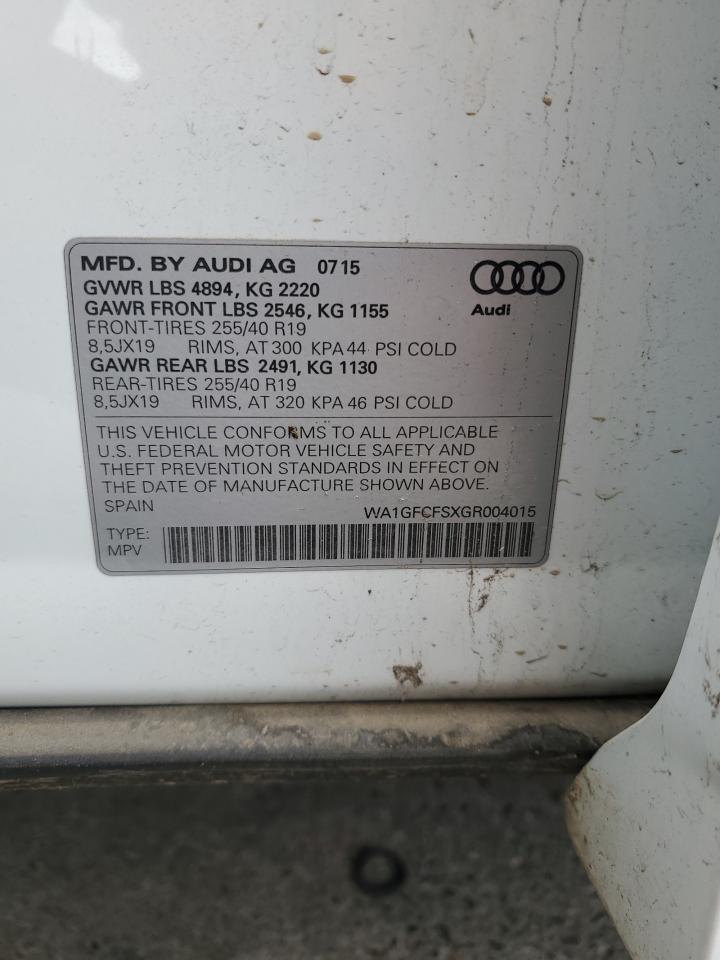 MFD. BY AUDI AG 0715
GVWR LBS 4894, KG 2220
GAWR FRONT LBS 2546, KG 1155
FRONT-TIRES 255/40 R19
8,5JX19 RIMS, AT 300 KPA 44 PSI COLD
GAWR REAR LBS 2491, KG 1130
REAR-TIRES 255/40 R19
8,5JX19 RIMS, AT 320 KPA 46 PSI COLD
Audi
THIS VEHICLE CONFORMS TO ALL APPLICABLE
U.S. FEDERAL MOTOR VEHICLE SAFETY AND
THEFT PREVENTION STANDARDS IN EFFECT ON
THE DATE OF MANUFACTURE SHOWN ABOVE.
SPAIN WA1GFCFSXGR004015
TYPE:
MPV